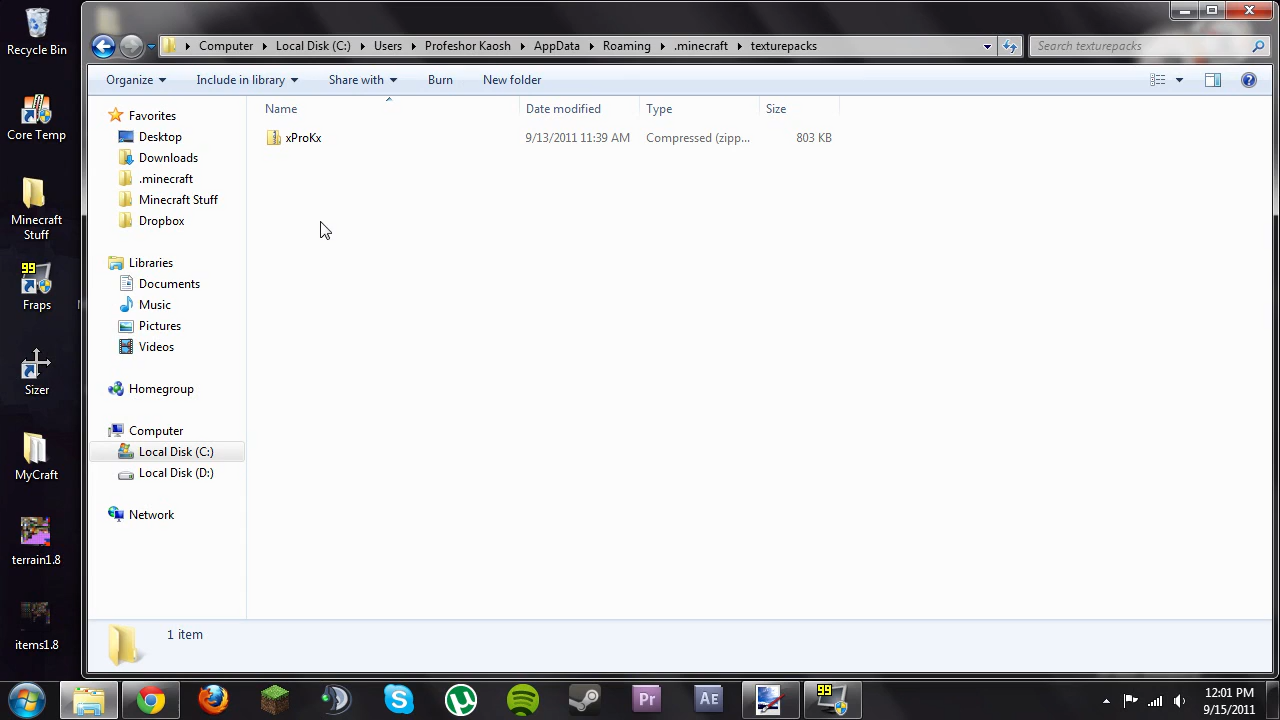 Recycle Bin
Core Temp
Minecraft
Stuff
99
Fraps
Sizer
MyCraft
terrain1.8
items1.8
Computer Local Disk (C:) Users Profeshor Kaosh AppData Roaming .minecraft texturepacks
Search texturepacks
Organize Include in library Share with Burn New folder
Favorites
Desktop
Downloads
.minecraft
Minecraft Stuff
Dropbox
Libraries
Documents
Music
Pictures
Videos
Homegroup
Computer
Local Disk (C:)
Local Disk (D:)
Network
Name Date modified Type Size
xProKx 9/13/2011 11:39 AM Compressed (zipp... 803 KB
1 item
Pr AE 99
12:01 PM
9/15/2011